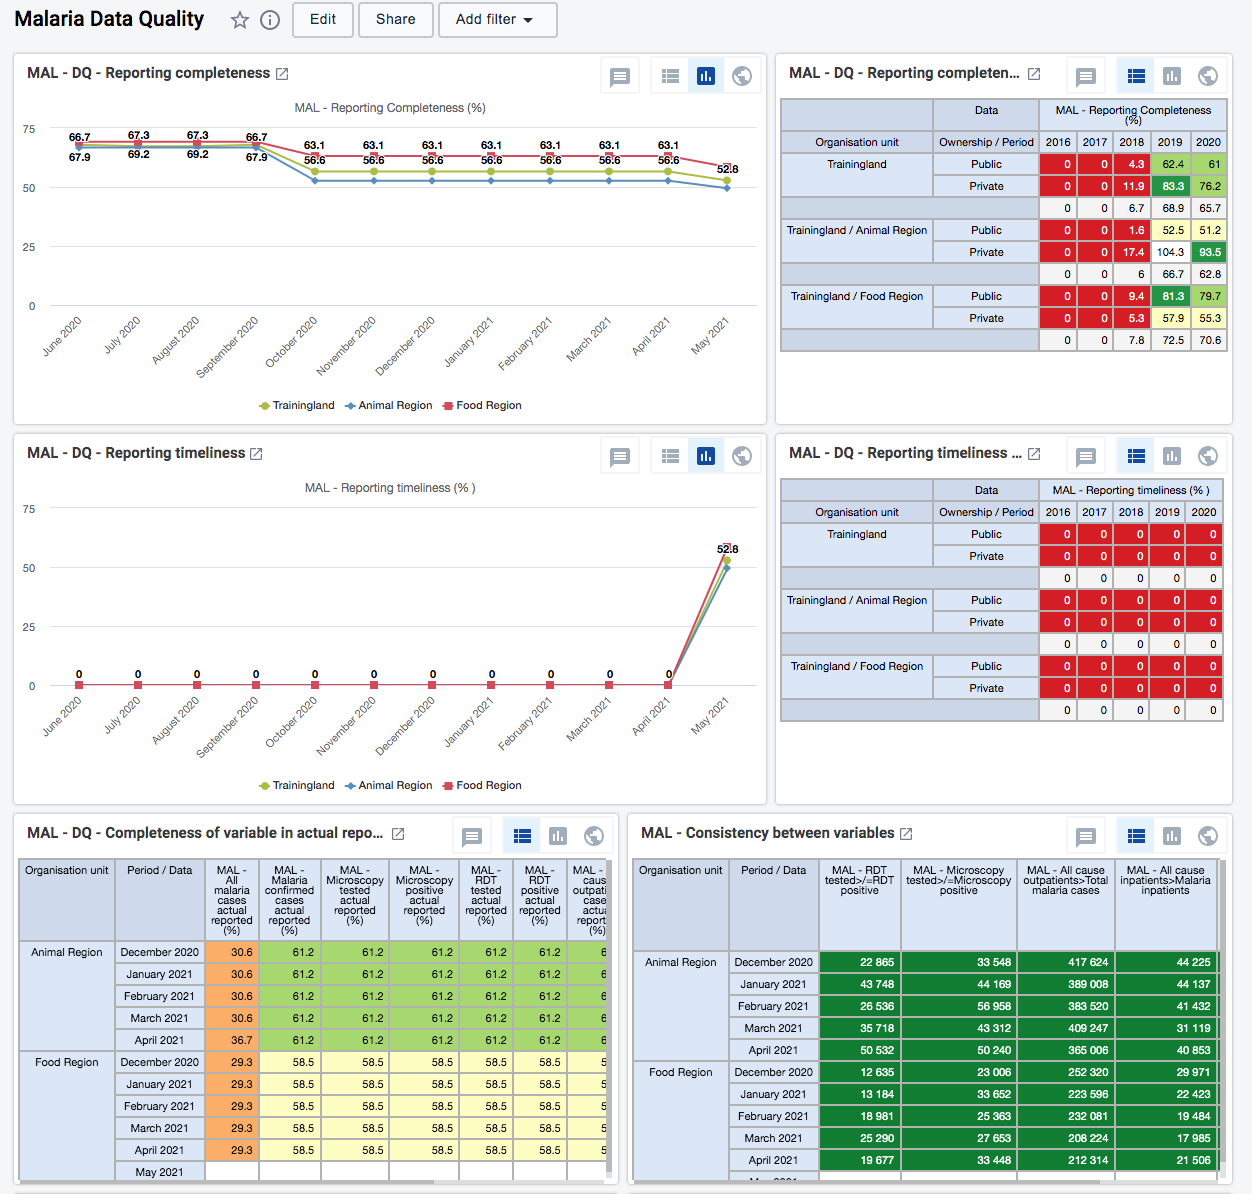 Malaria Data Quality
Edit
Share
Add filter
MAL - DQ - Reporting completeness
MAL - Reporting Completeness (%)
75
50
25
0
66.7 67.3 67.3 66.7 63.1 63.1 63.1 63.1 63.1 63.1 63.1
67.9 69.2 69.2 67.9 56.6 56.6 56.6 56.6 56.6 56.6 56.6 52.8
June 2020 July 2020 August 2020 September 2020 October 2020 November 2020 December 2020 January 2021 February 2021 March 2021 April 2021 May 2021
Trainingland Animal Region Food Region
MAL - DQ - Reporting completen...
Data MAL - Reporting Completeness (%)
Organisation unit Ownership / Period 2016 2017 2018 2019 2020
Trainingland Public 0 0 4.3 62.4 61
Private 0 0 11.9 83.3 76.2
0 0 6.7 68.9 65.7
Trainingland / Animal Region Public 0 0 1.6 52.5 51.2
Private 0 0 17.4 104.3 93.5
0 0 6 66.7 62.8
Trainingland / Food Region Public 0 0 9.4 81.3 79.7
Private 0 0 5.3 57.9 55.3
0 0 7.8 72.5 70.6
MAL - DQ - Reporting timeliness
MAL - Reporting timeliness (% )
75
50
25
0
52.8
0 0 0 0 0 0 0 0 0 0 0
June 2020 July 2020 August 2020 September 2020 October 2020 November 2020 December 2020 January 2021 February 2021 March 2021 April 2021 May 2021
Trainingland Animal Region Food Region
MAL - DQ - Reporting timeliness ...
Data MAL - Reporting timeliness (% )
Organisation unit Ownership / Period 2016 2017 2018 2019 2020
Trainingland Public 0 0 0 0 0
Private 0 0 0 0 0
0 0 0 0 0
Trainingland / Animal Region Public 0 0 0 0 0
Private 0 0 0 0 0
0 0 0 0 0
Trainingland / Food Region Public 0 0 0 0 0
Private 0 0 0 0 0
0 0 0 0 0
MAL - DQ - Completeness of variable in actual repo...
Organisation unit Period / Data MAL - All malaria cases actual reported (%) MAL - Malaria confirmed cases actual reported (%) MAL - Microscopy tested actual reported (%) MAL - Microscopy positive actual reported (%) MAL - RDT tested actual reported (%) MAL - RDT positive actual reported (%) MAL -
Animal Region December 2020 30.6 61.2 61.2 61.2 61.2 61.2
January 2021 30.6 61.2 61.2 61.2 61.2 61.2
February 2021 30.6 61.2 61.2 61.2 61.2 61.2
March 2021 30.6 61.2 61.2 61.2 61.2 61.2
April 2021 36.7 61.2 61.2 61.2 61.2 61.2
Food Region December 2020 29.3 58.5 58.5 58.5 58.5 58.5
January 2021 29.3 58.5 58.5 58.5 58.5 58.5
February 2021 29.3 58.5 58.5 58.5 58.5 58.5
March 2021 29.3 58.5 58.5 58.5 58.5 58.5
April 2021 29.3 58.5 58.5 58.5 58.5 58.5
May 2021
MAL - Consistency between variables
Organisation unit Period / Data MAL - RDT tested>/=RDT positive MAL - Microscopy tested>/=Microscopy positive MAL - All cause outpatients>Total malaria cases MAL - All cause inpatients>Malaria inpatients
Animal Region December 2020 22 865 33 548 417 624 44 225
January 2021 43 748 44 169 389 008 44 137
February 2021 26 536 56 958 383 520 41 432
March 2021 35 718 43 312 409 247 31 119
April 2021 50 532 50 240 365 006 40 853
Food Region December 2020 12 635 23 006 252 320 29 971
January 2021 13 184 33 652 223 596 22 423
February 2021 18 981 25 363 232 081 19 484
March 2021 25 290 27 653 208 224 17 985
April 2021 19 677 33 448 212 314 21 506